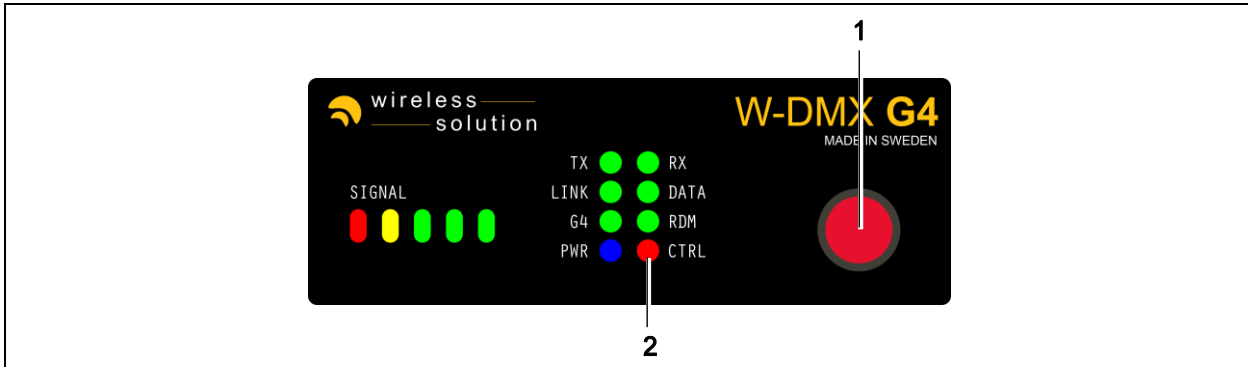 1
wireless
solution
W-DMX G4
MADE IN SWEDEN
TX RX
SIGNAL
LINK DATA
G4 RDM
PWR CTRL
2